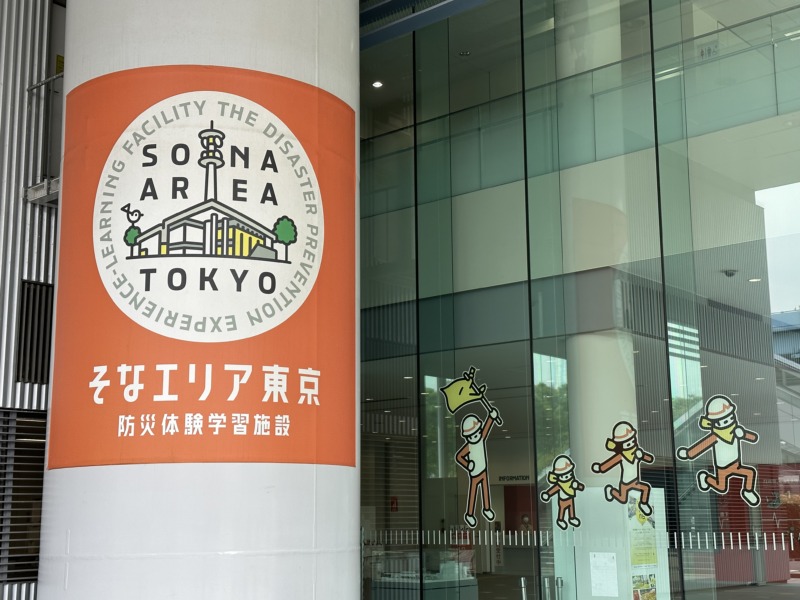 THE DISASTER PREVENTION EXPERIENCE-LEARNING FACILITY
SONA
AREA
TOKYO
そなエリア東京
防災体験学習施設
INFORMATION